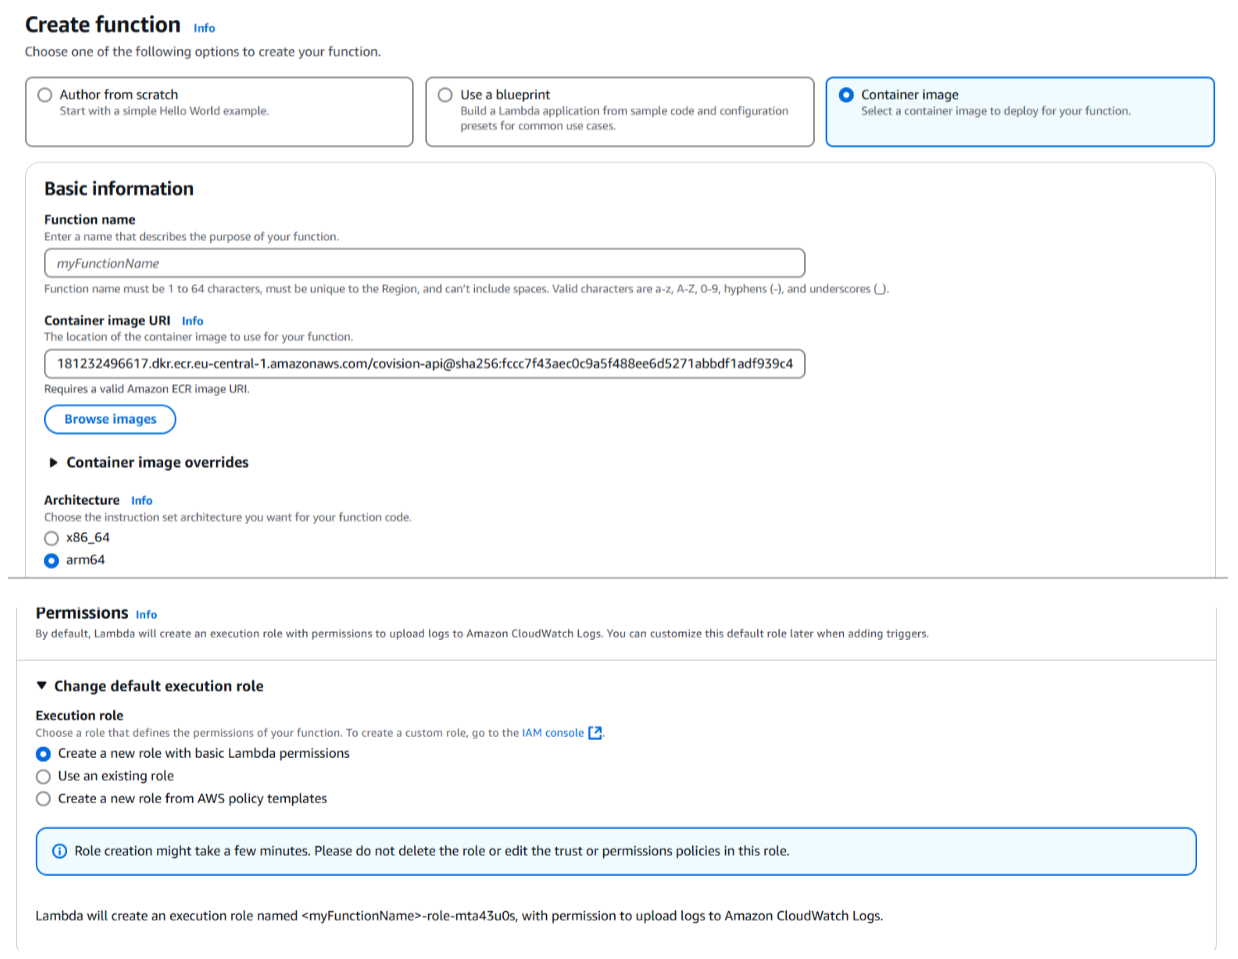 Create function Info
Choose one of the following options to create your function.
Author from scratch
Start with a simple Hello World example.
Use a blueprint
Build a Lambda application from sample code and configuration
presets for common use cases.
Container image
Select a container image to deploy for your function.
Basic information
Function name
Enter a name that describes the purpose of your function.
myFunctionName
Function name must be 1 to 64 characters, must be unique to the Region, and can't include spaces. Valid characters are a-z, A-Z, 0-9, hyphens (-), and underscores (_).
Container image URI Info
The location of the container image to use for your function.
181232496617.dkr.ecr.eu-central-1.amazonaws.com/covision-api@sha256:fccc7f43aec0c9a5f488ee6d5271abbdf1adf939c4
Requires a valid Amazon ECR image URI.
Browse images
Container image overrides
Architecture Info
Choose the instruction set architecture you want for your function code.
x86_64
arm64
Permissions Info
By default, Lambda will create an execution role with permissions to upload logs to Amazon CloudWatch Logs. You can customize this default role later when adding triggers.
Change default execution role
Execution role
Choose a role that defines the permissions of your function. To create a custom role, go to the IAM console.
Create a new role with basic Lambda permissions
Use an existing role
Create a new role from AWS policy templates
Role creation might take a few minutes. Please do not delete the role or edit the trust or permissions policies in this role.
Lambda will create an execution role named <myFunctionName>-role-mta43u0s, with permission to upload logs to Amazon CloudWatch Logs.